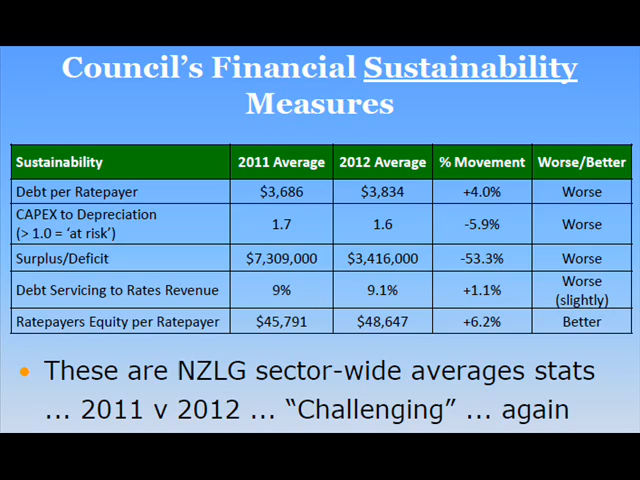 Council's Financial Sustainability
Measures
Sustainability 2011 Average 2012 Average % Movement Worse/Better
Debt per Ratepayer $3,686 $3,834 +4.0% Worse
CAPEX to Depreciation
(> 1.0 = 'at risk') 1.7 1.6 -5.9% Worse
Surplus/Deficit $7,309,000 $3,416,000 -53.3% Worse
Debt Servicing to Rates Revenue 9% 9.1% +1.1% Worse
(slightly)
Ratepayers Equity per Ratepayer $45,791 $48,647 +6.2% Better
• These are NZLG sector-wide averages stats
... 2011 v 2012 ... “Challenging” ... again